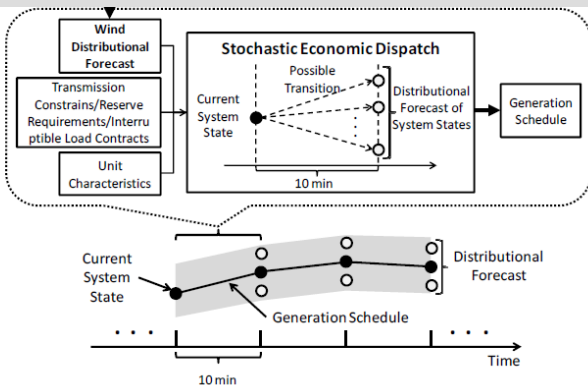 Wind
Distributional
Forecast
Transmission
Constrains/Reserve
Requirements/Interru
ptible Load Contracts
Unit
Characteristics
Stochastic Economic Dispatch
Possible
Transition
Current
System
State
Distributional
Forecast of
System States
10 min
Generation
Schedule
Current
System
State
Distributional
Forecast
Generation Schedule
Time
10 min